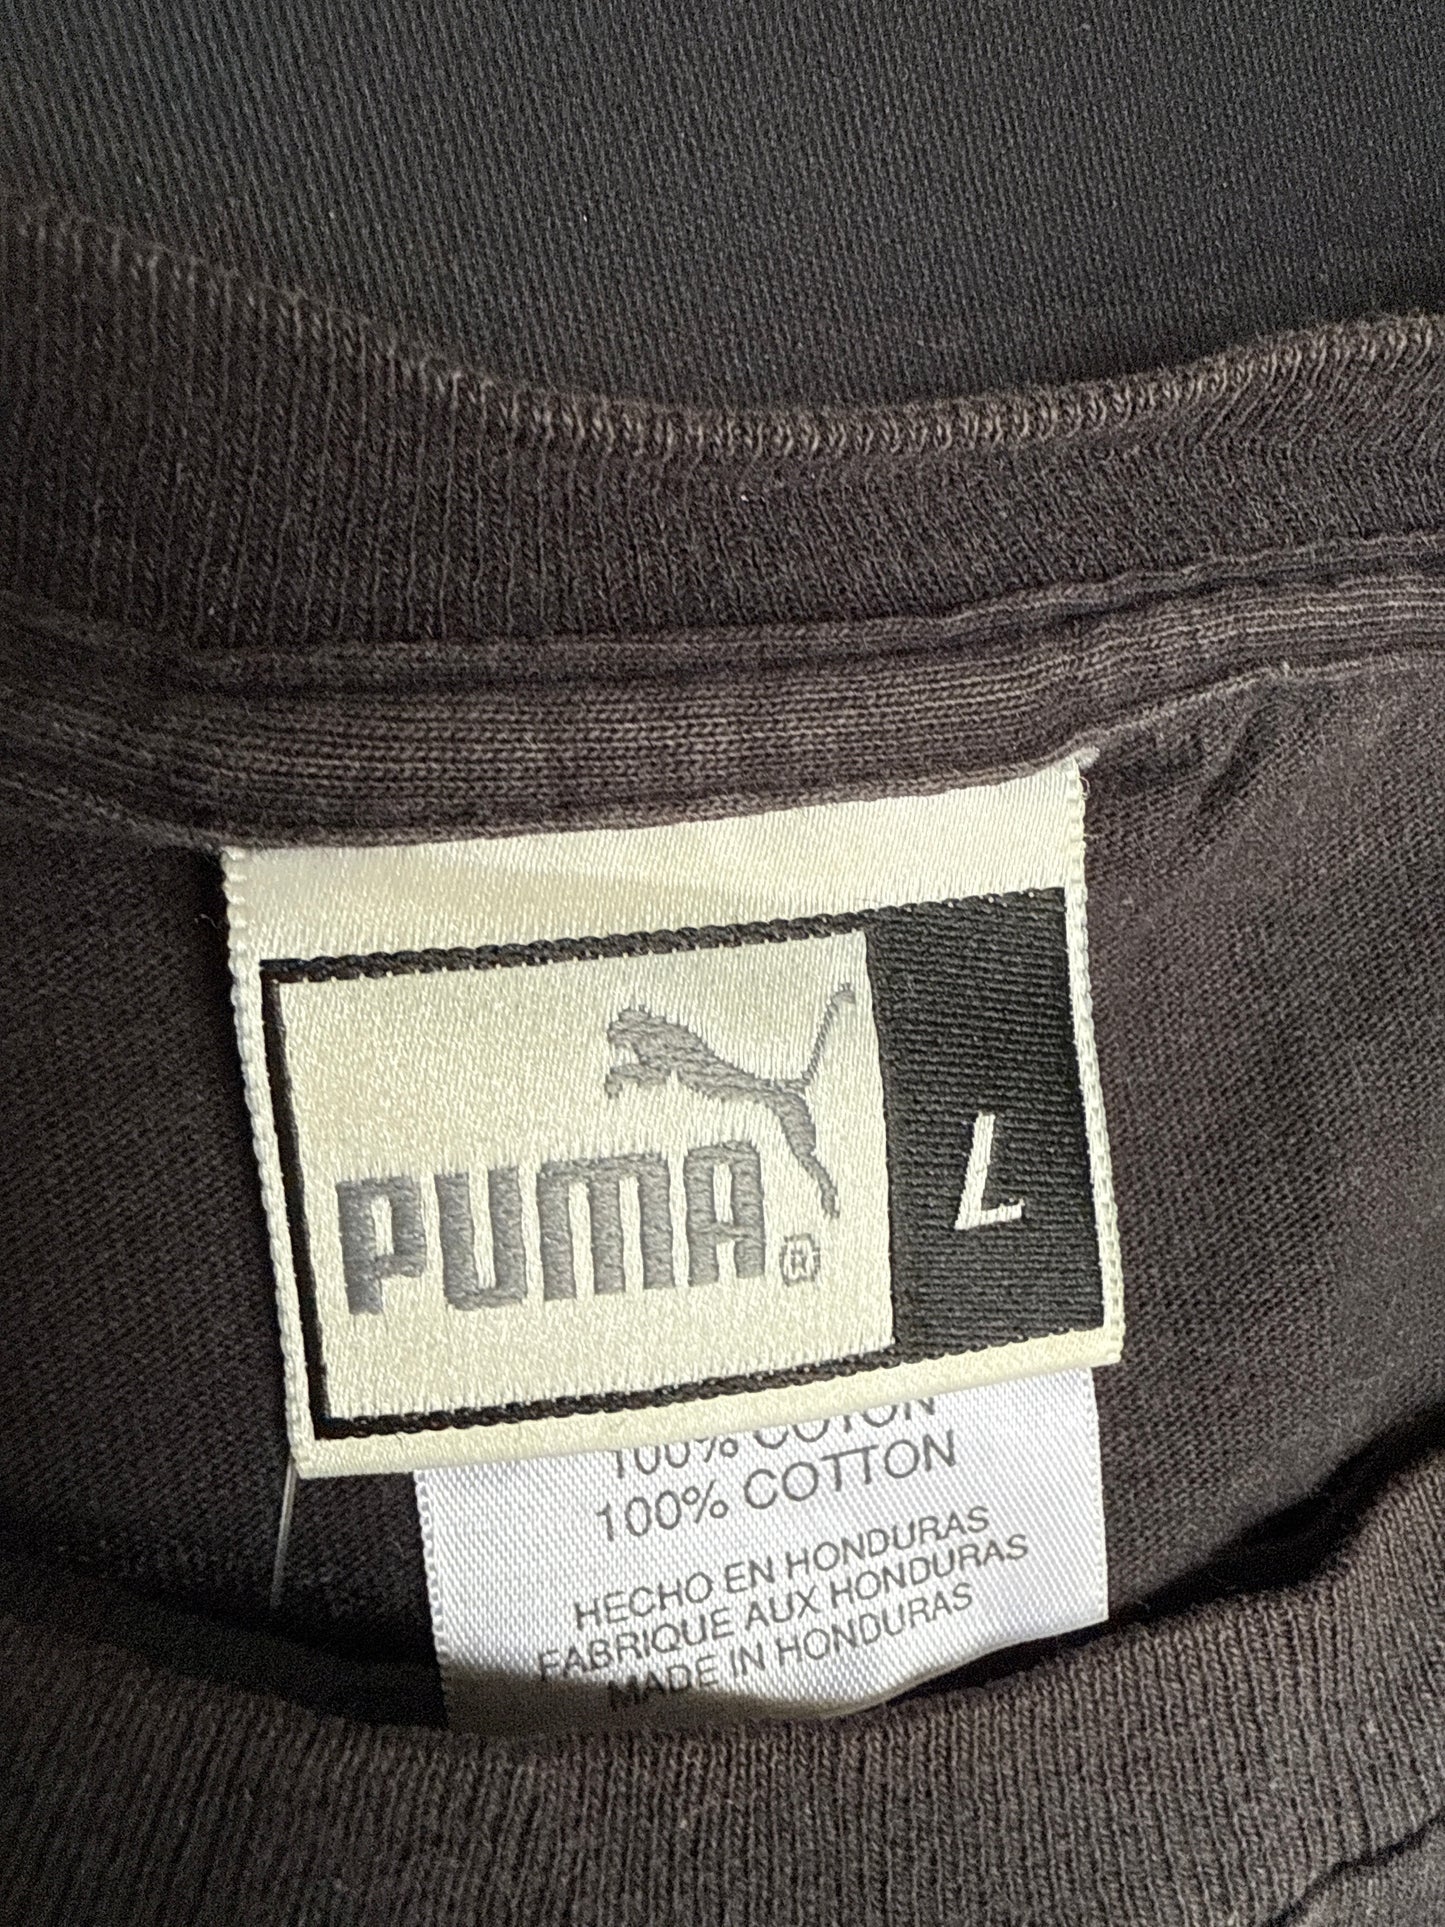 PUMA®
L
100% COTON
100% COTTON
HECHO EN HONDURAS
FABRIQUE AUX HONDURAS
MADE IN HONDURAS